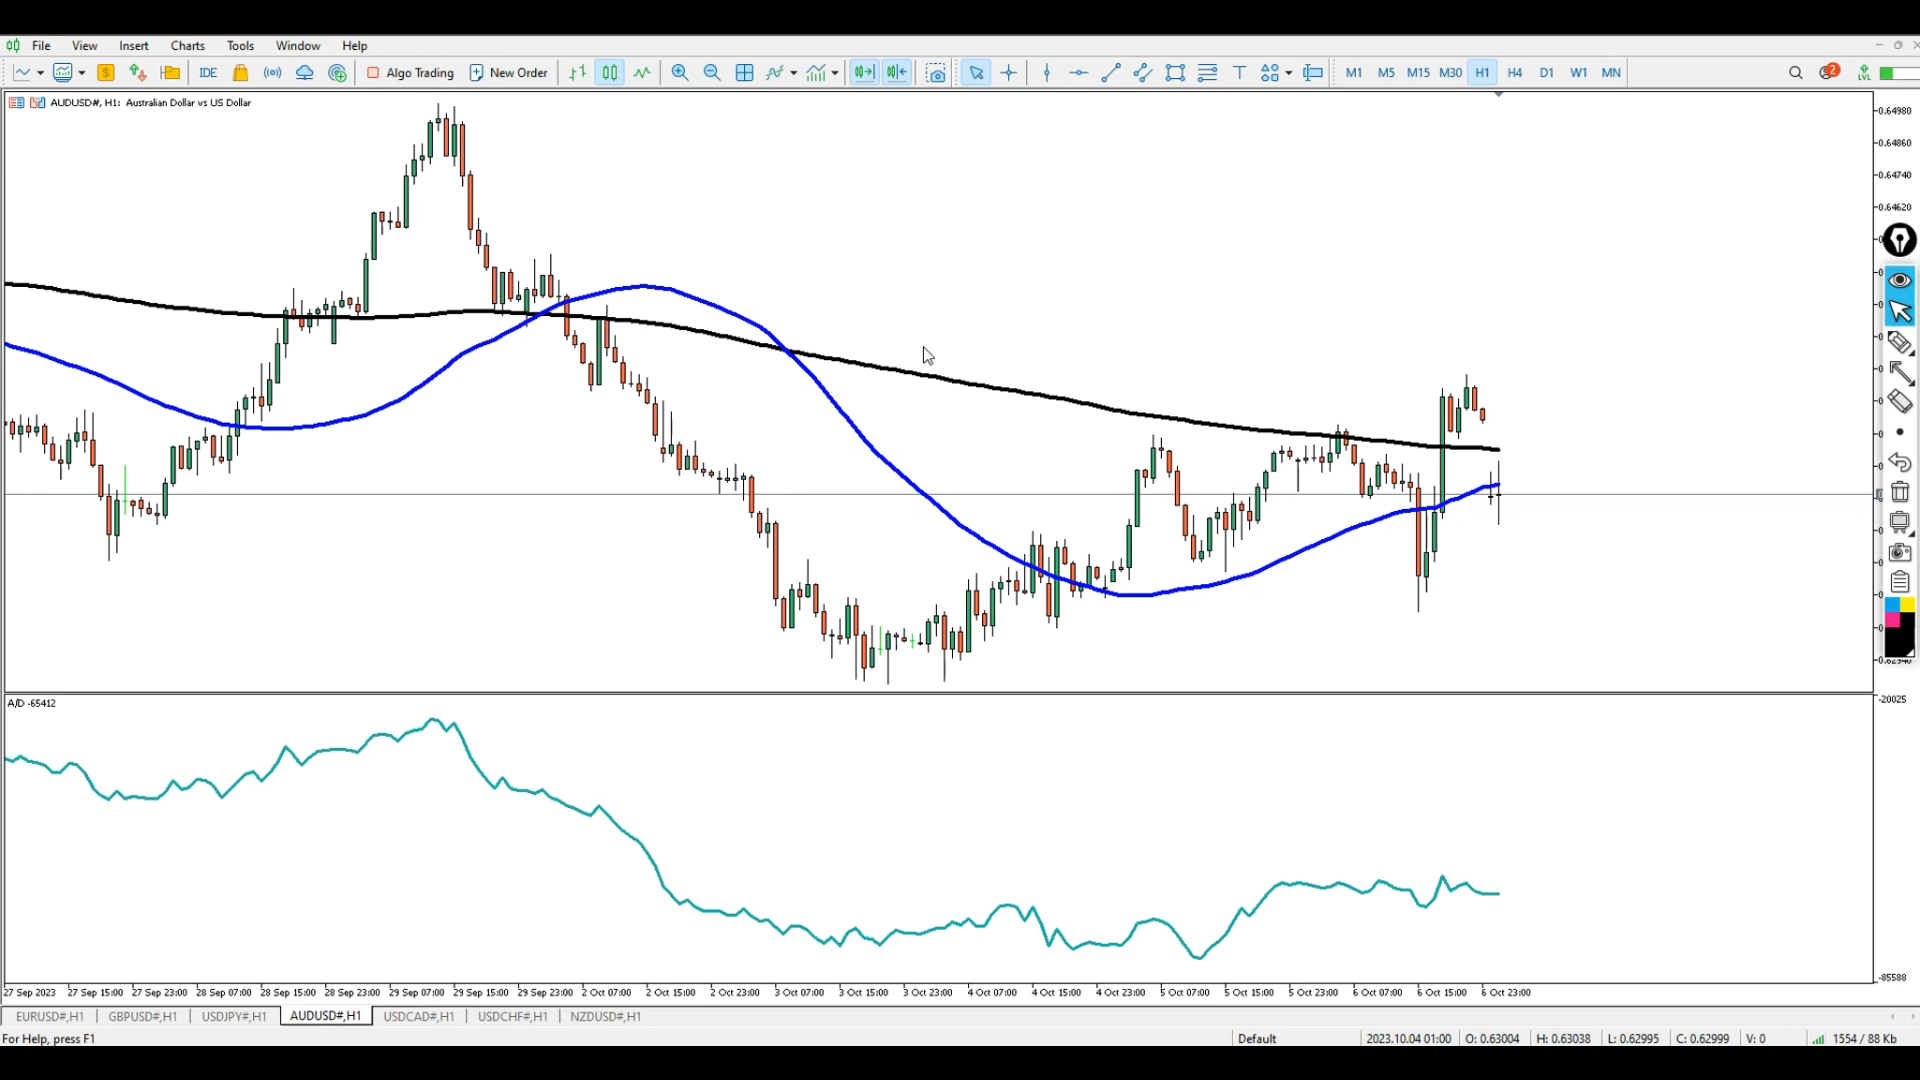 File View Insert Charts Tools Window Help
IDE Algo Trading New Order M1 M5 M15 M30 H1 H4 D1 W1 MN 2 LVL
AUDUSD#, H1: Australian Dollar vs US Dollar
0.64980
0.64860
0.64740
0.64620
A/D -65412
-20025
-85588
27 Sep 2023 27 Sep 15:00 27 Sep 23:00 28 Sep 07:00 28 Sep 15:00 28 Sep 23:00 29 Sep 07:00 29 Sep 15:00 29 Sep 23:00 2 Oct 07:00 2 Oct 15:00 2 Oct 23:00 3 Oct 07:00 3 Oct 15:00 3 Oct 23:00 4 Oct 07:00 4 Oct 15:00 4 Oct 23:00 5 Oct 07:00 5 Oct 15:00 5 Oct 23:00 6 Oct 07:00 6 Oct 15:00 6 Oct 23:00
EURUSD#,H1 GBPUSD#,H1 USDJPY#,H1 AUDUSD#,H1 USDCAD#,H1 USDCHF#,H1 NZDUSD#,H1
For Help, press F1 Default 2023.10.04 01:00 O: 0.63004 H: 0.63038 L: 0.62995 C: 0.62999 V: 0 1554 / 88 Kb